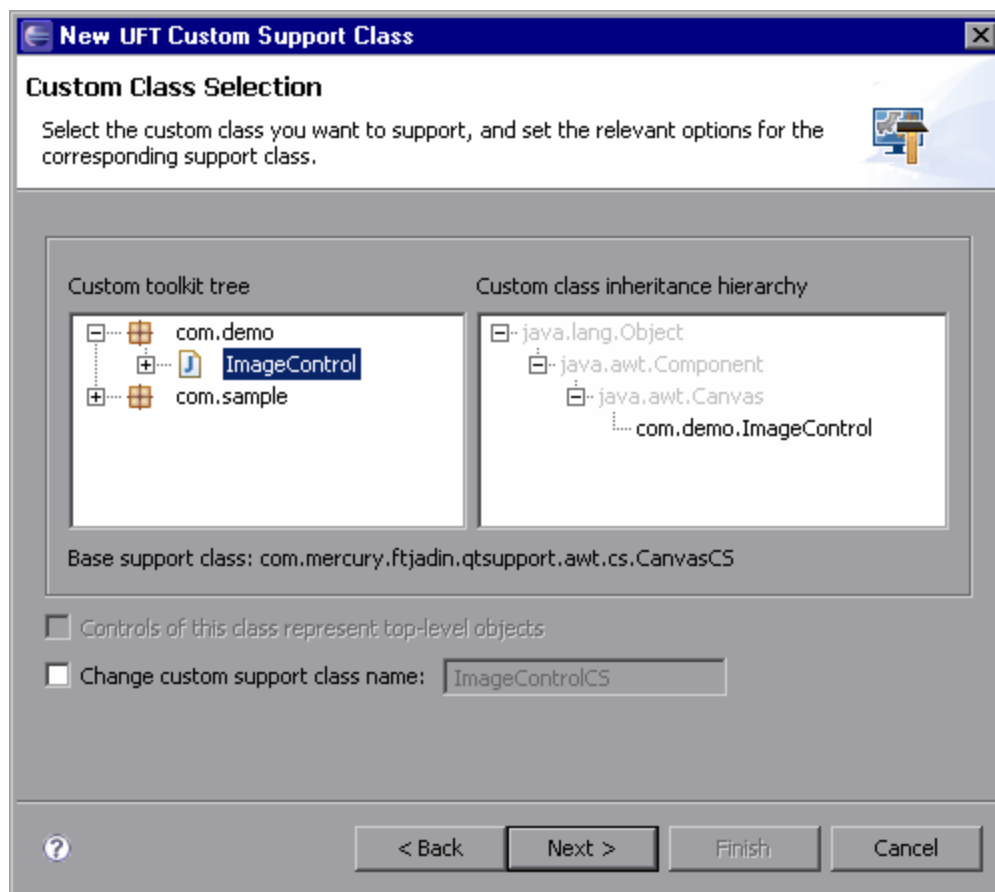 New UFT Custom Support Class
Custom Class Selection
Select the custom class you want to support, and set the relevant options for the
corresponding support class.
Custom toolkit tree
com.demo
ImageControl
com.sample
Custom class inheritance hierarchy
java.lang.Object
java.awt.Component
java.awt.Canvas
com.demo.ImageControl
Base support class: com.mercury.ftjadin.qtsupport.awt.cs.CanvasCS
Controls of this class represent top-level objects
Change custom support class name: ImageControlCS
< Back Next > Finish Cancel